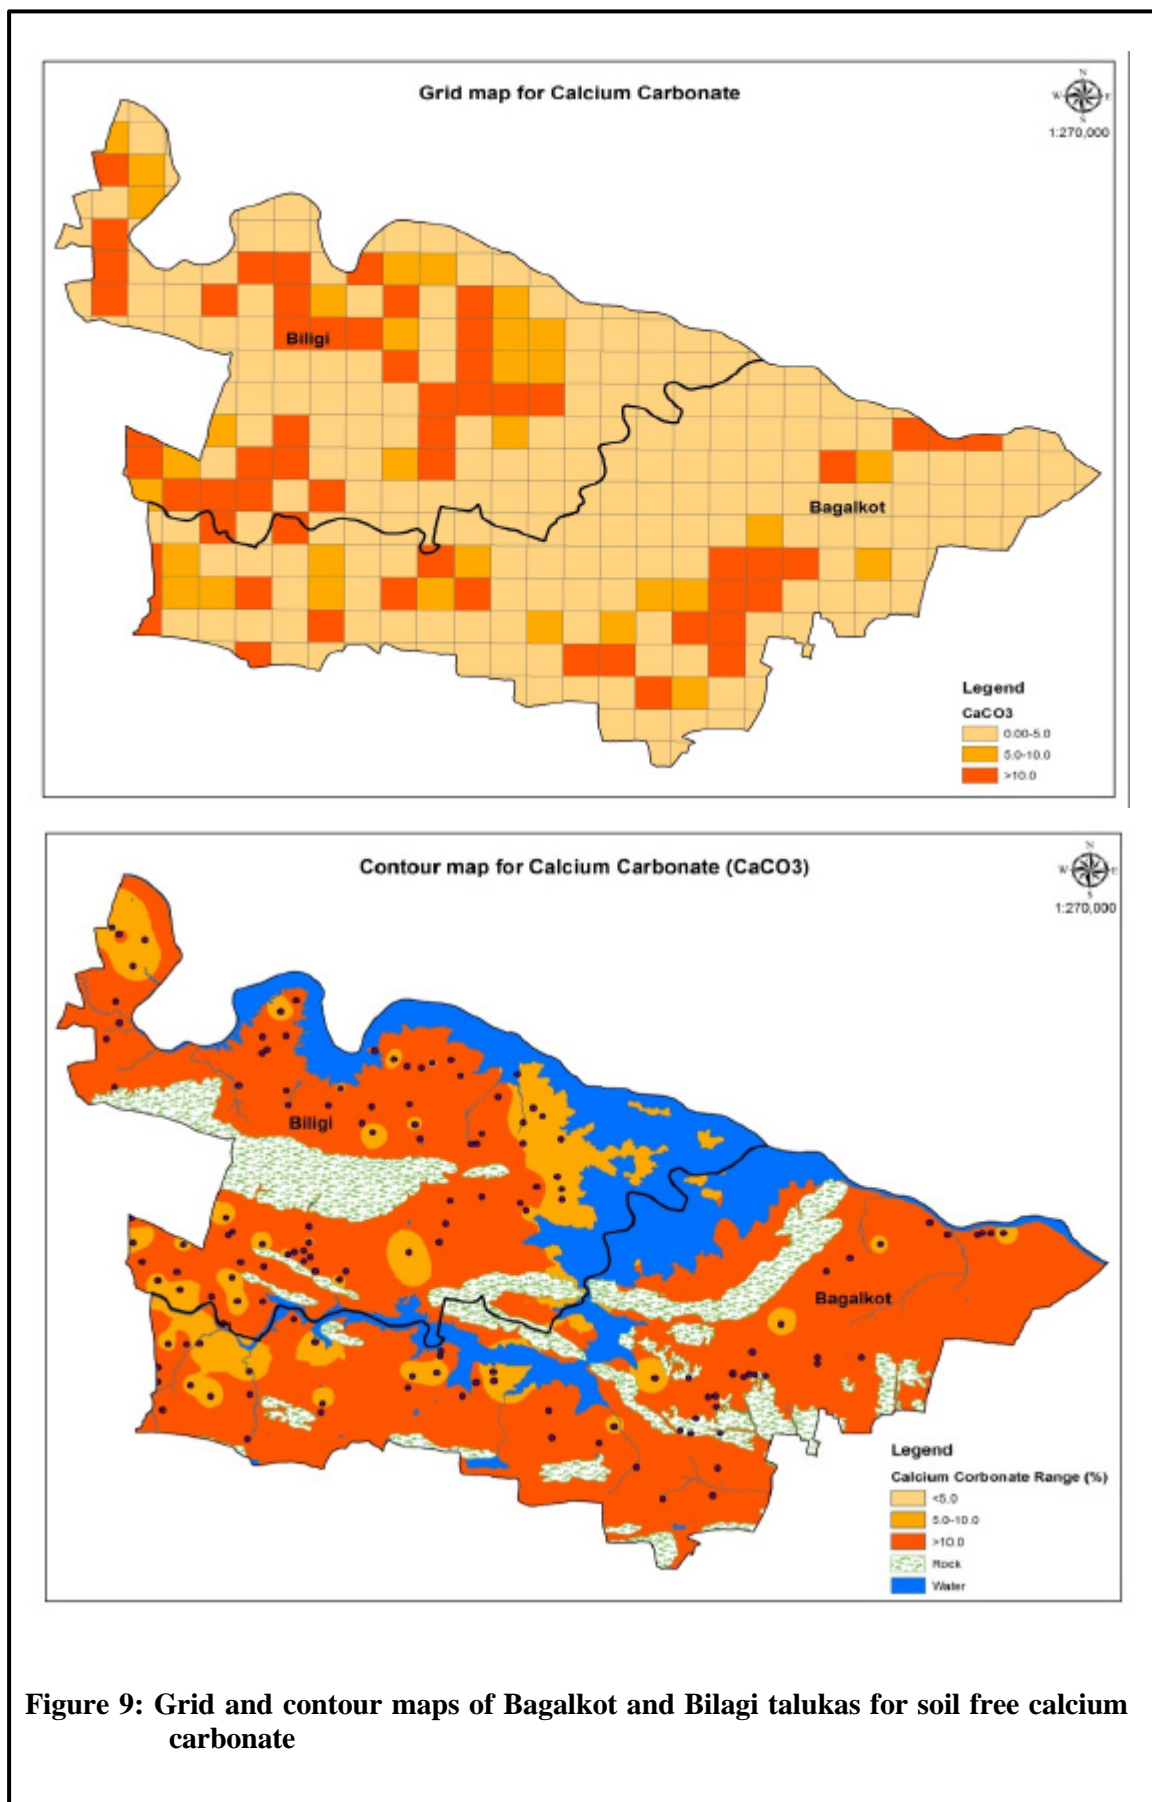 Grid map for Calcium Carbonate
N
W E
S
1:270,000
Biligi
Bagalkot
Legend
CaCO3
0.00-5.0
5.0-10.0
>10.0
Contour map for Calcium Carbonate (CaCO3)
N
W E
S
1:270,000
Biligi
Bagalkot
Legend
Calcium Corbonate Range (%)
<5.0
5.0-10.0
>10.0
Rock
Water
Figure 9: Grid and contour maps of Bagalkot and Bilagi talukas for soil free calcium
carbonate